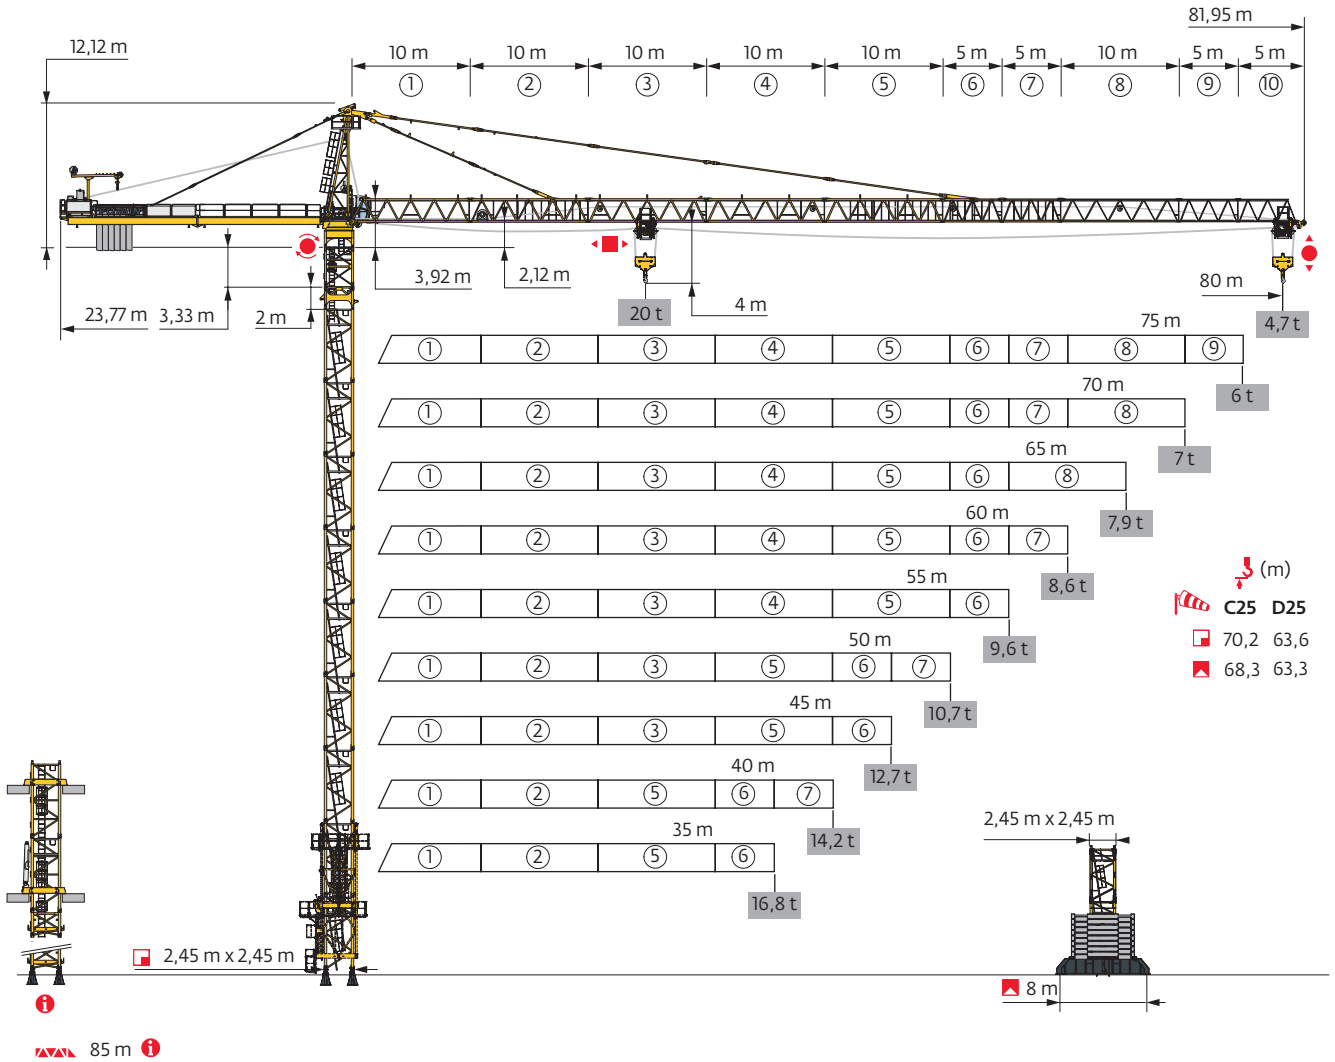 81,95 m
12,12 m
10 m 10 m 10 m 10 m 10 m 5 m 5 m 10 m 5 m 5 m
1 2 3 4 5 6 7 8 9 10
3,92 m 2,12 m 80 m
23,77 m 3,33 m 2 m 20 t 4 m 4,7 t
75 m
1 2 3 4 5 6 7 8 9
6 t
70 m
1 2 3 4 5 6 7 8
7 t
65 m
1 2 3 4 5 6 8
7,9 t
60 m
1 2 3 4 5 6 7
8,6 t
55 m
1 2 3 4 5 6
9,6 t
50 m
1 2 3 5 6 7
10,7 t
45 m
1 2 3 5 6
12,7 t
40 m
1 2 5 6 7
14,2 t
35 m
1 2 5 6
16,8 t
(m)
C25 D25
70,2 63,6
68,3 63,3
2,45 m x 2,45 m
2,45 m x 2,45 m
8 m
i
85 m i